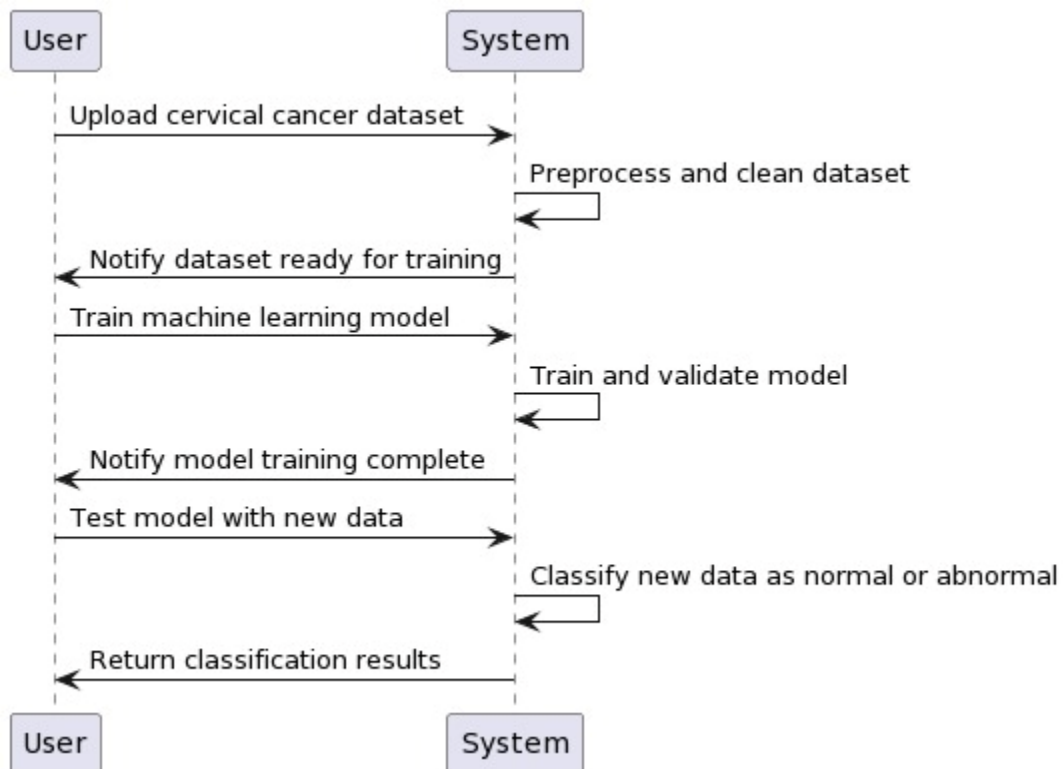 User
System
Upload cervical cancer dataset
Preprocess and clean dataset
Notify dataset ready for training
Train machine learning model
Train and validate model
Notify model training complete
Test model with new data
Classify new data as normal or abnormal
Return classification results
User
System